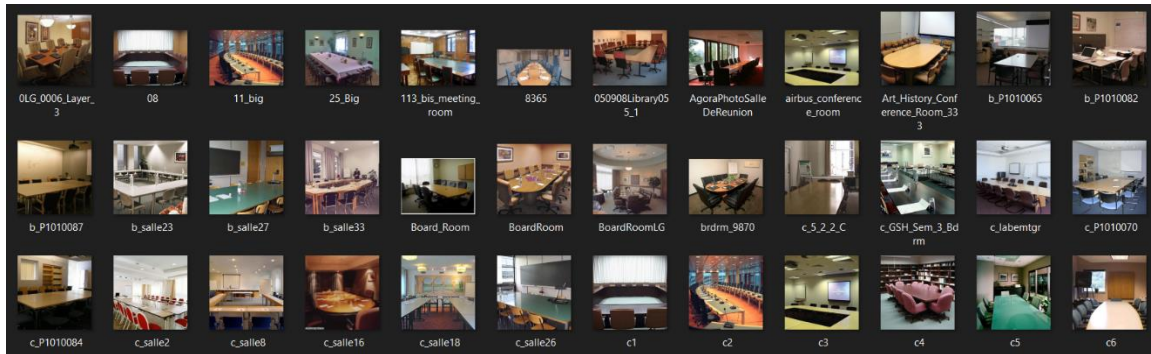 0LG_0006_Layer_
3
08
11_big
25_Big
113_bis_meeting_
room
8365
050908Library05
5_1
AgoraPhotoSalle
DeReunion
airbus_conferenc
e_room
Art_History_Conf
erence_Room_33
3
b_P1010065
b_P1010082
b_P1010087
b_salle23
b_salle27
b_salle33
Board_Room
BoardRoom
BoardRoomLG
brdrm_9870
c_5_2_2_C
c_GSH_Sem_3_Bd
rm
c_labemtgr
c_P1010070
c_P1010084
c_salle2
c_salle8
c_salle16
c_salle18
c_salle26
c1
c2
c3
c4
c5
c6